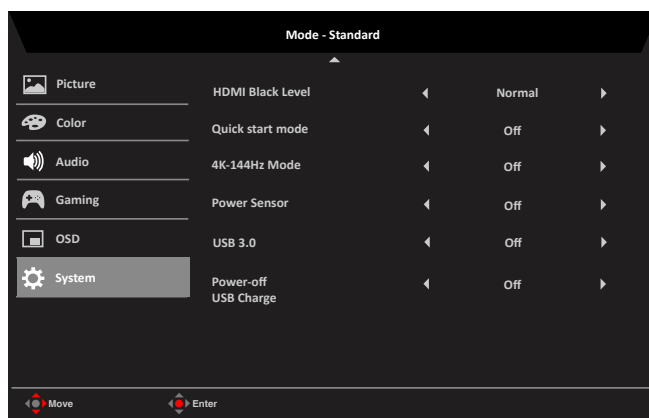 Mode - Standard
Picture
Color
Audio
Gaming
OSD
System
HDMI Black Level Normal
Quick start mode Off
4K-144Hz Mode Off
Power Sensor Off
USB 3.0 Off
Power-off Off
USB Charge
Move Enter